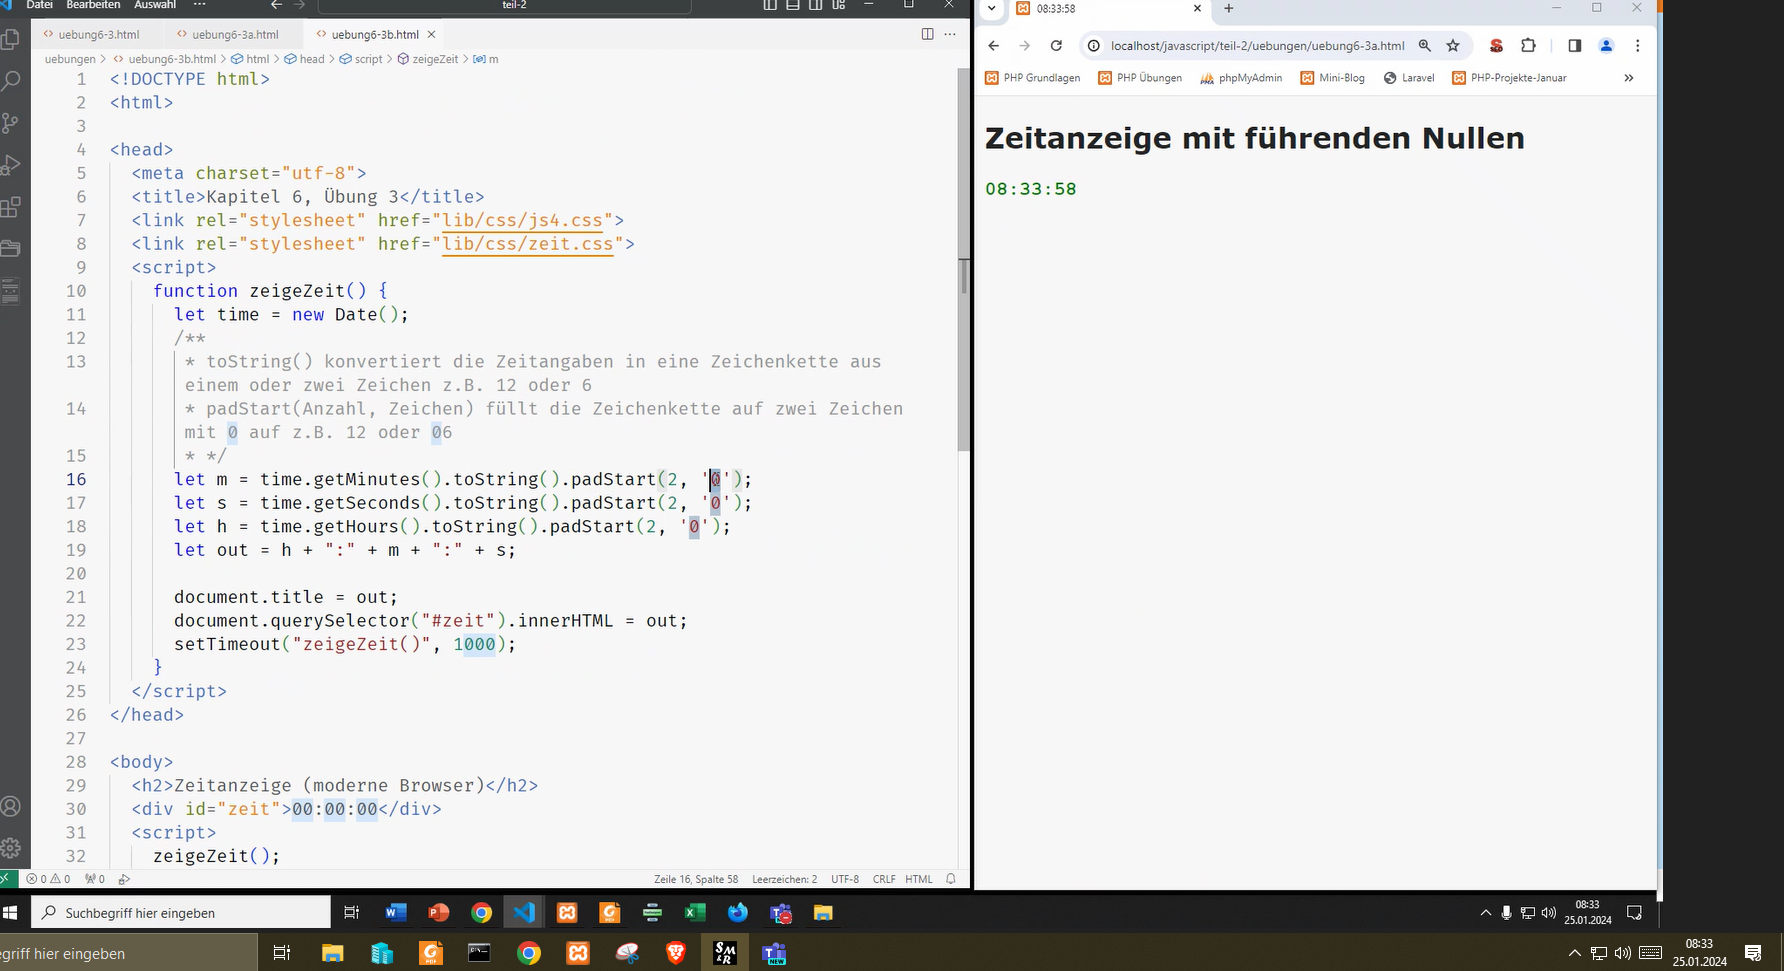 Datei Bearbeiten Auswahl ··· teil-2
08:33:58
uebung6-3.html uebung6-3a.html uebung6-3b.html
localhost/javascript/teil-2/uebungen/uebung6-3a.html
uebungen > uebung6-3b.html > html > head > script > zeigeZeit > m
PHP Grundlagen PHP Übungen phpMyAdmin Mini-Blog Laravel PHP-Projekte-Januar »
1 <!DOCTYPE html>
2 <html>
3
4 <head>
5 <meta charset="utf-8">
6 <title>Kapitel 6, Übung 3</title>
7 <link rel="stylesheet" href="lib/css/js4.css">
8 <link rel="stylesheet" href="lib/css/zeit.css">
9 <script>
10 function zeigeZeit() {
11 let time = new Date();
12 /**
13 * toString() konvertiert die Zeitangaben in eine Zeichenkette aus
einem oder zwei Zeichen z.B. 12 oder 6
14 * padStart(Anzahl, Zeichen) füllt die Zeichenkette auf zwei Zeichen
mit 0 auf z.B. 12 oder 06
15 * */
16 let m = time.getMinutes().toString().padStart(2, '0');
17 let s = time.getSeconds().toString().padStart(2, '0');
18 let h = time.getHours().toString().padStart(2, '0');
19 let out = h + ":" + m + ":" + s;
20
21 document.title = out;
22 document.querySelector("#zeit").innerHTML = out;
23 setTimeout("zeigeZeit()", 1000);
24 }
25 </script>
26 </head>
27
28 <body>
29 <h2>Zeitanzeige (moderne Browser)</h2>
30 <div id="zeit">00:00:00</div>
31 <script>
32 zeigeZeit();
Zeitanzeige mit führenden Nullen
08:33:58
0 0 0 Zeile 16, Spalte 58 Leerzeichen: 2 UTF-8 CRLF HTML
Suchbegriff hier eingeben
08:33
25.01.2024
griff hier eingeben
08:33
25.01.2024